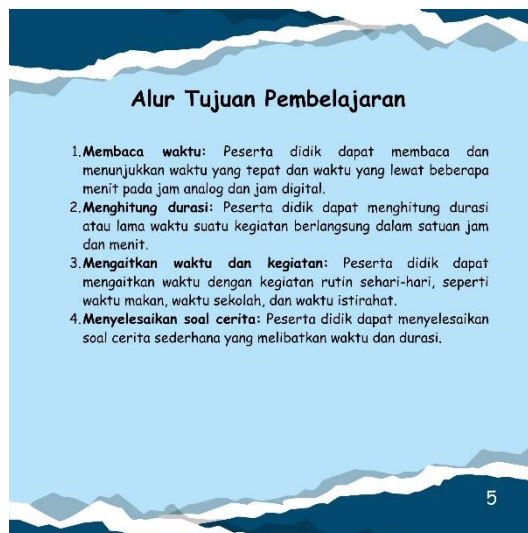 Alur Tujuan Pembelajaran
1.Membaca waktu: Peserta didik dapat membaca dan
menunjukkan waktu yang tepat dan waktu yang lewat beberapa
menit pada jam analog dan jam digital.
2.Menghitung durasi: Peserta didik dapat menghitung durasi
atau lama waktu suatu kegiatan berlangsung dalam satuan jam
dan menit.
3.Mengaitkan waktu dan kegiatan: Peserta didik dapat
mengaitkan waktu dengan kegiatan rutin sehari-hari, seperti
waktu makan, waktu sekolah, dan waktu istirahat.
4.Menyelesaikan soal cerita: Peserta didik dapat menyelesaikan
soal cerita sederhana yang melibatkan waktu dan durasi.
5